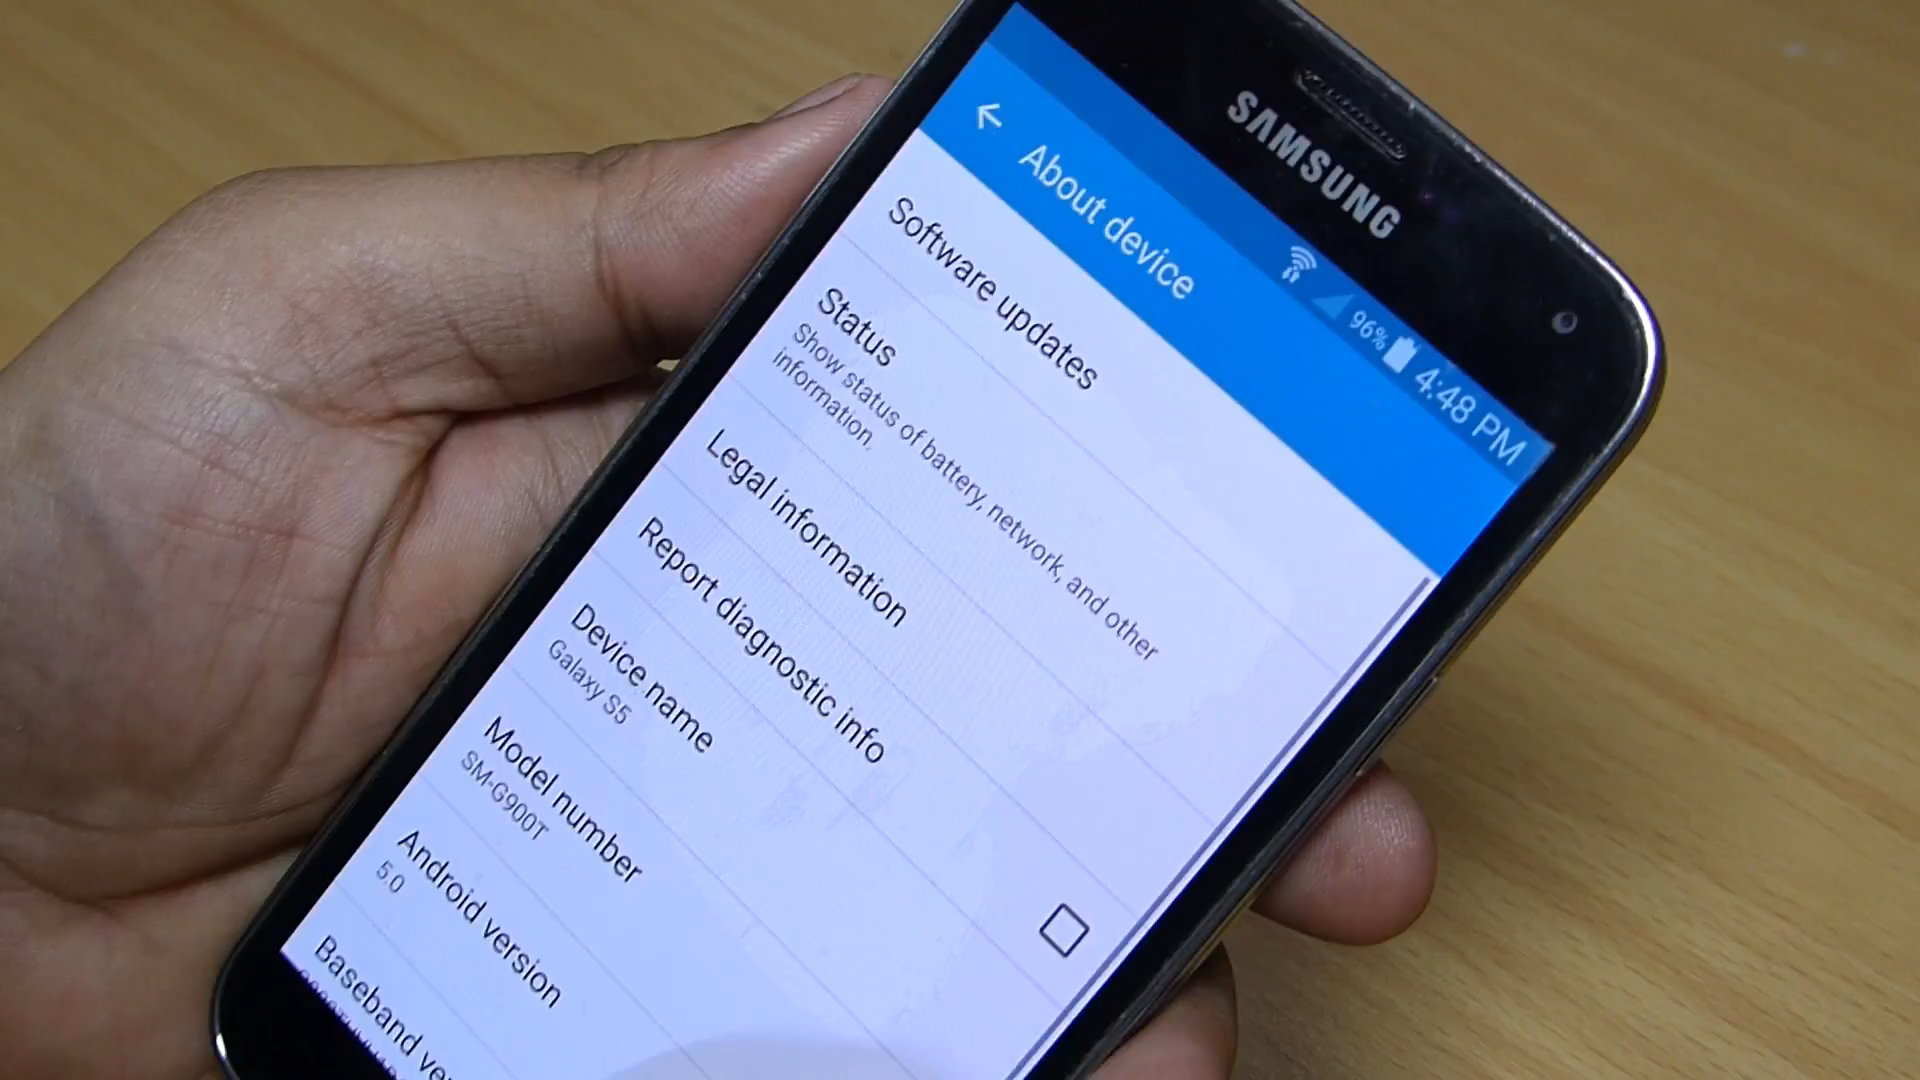 SAMSUNG
96% 4:48 PM
About device
Software updates
Status
Show status of battery, network, and other
information.
Legal information
Report diagnostic info
Device name
Galaxy S5
Model number
SM-G900T
Android version
5.0
Baseband